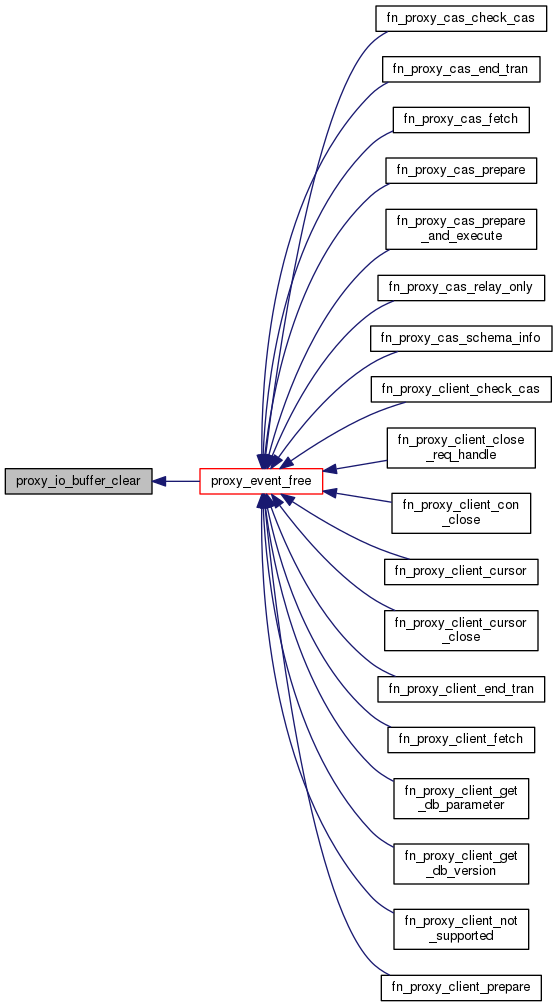 fn_proxy_cas_check_cas
fn_proxy_cas_end_tran
fn_proxy_cas_fetch
fn_proxy_cas_prepare
fn_proxy_cas_prepare
_and_execute
fn_proxy_cas_relay_only
fn_proxy_cas_schema_info
fn_proxy_client_check_cas
fn_proxy_client_close
_req_handle
proxy_io_buffer_clear
proxy_event_free
fn_proxy_client_con
_close
fn_proxy_client_cursor
fn_proxy_client_cursor
_close
fn_proxy_client_end_tran
fn_proxy_client_fetch
fn_proxy_client_get
_db_parameter
fn_proxy_client_get
_db_version
fn_proxy_client_not
_supported
fn_proxy_client_prepare